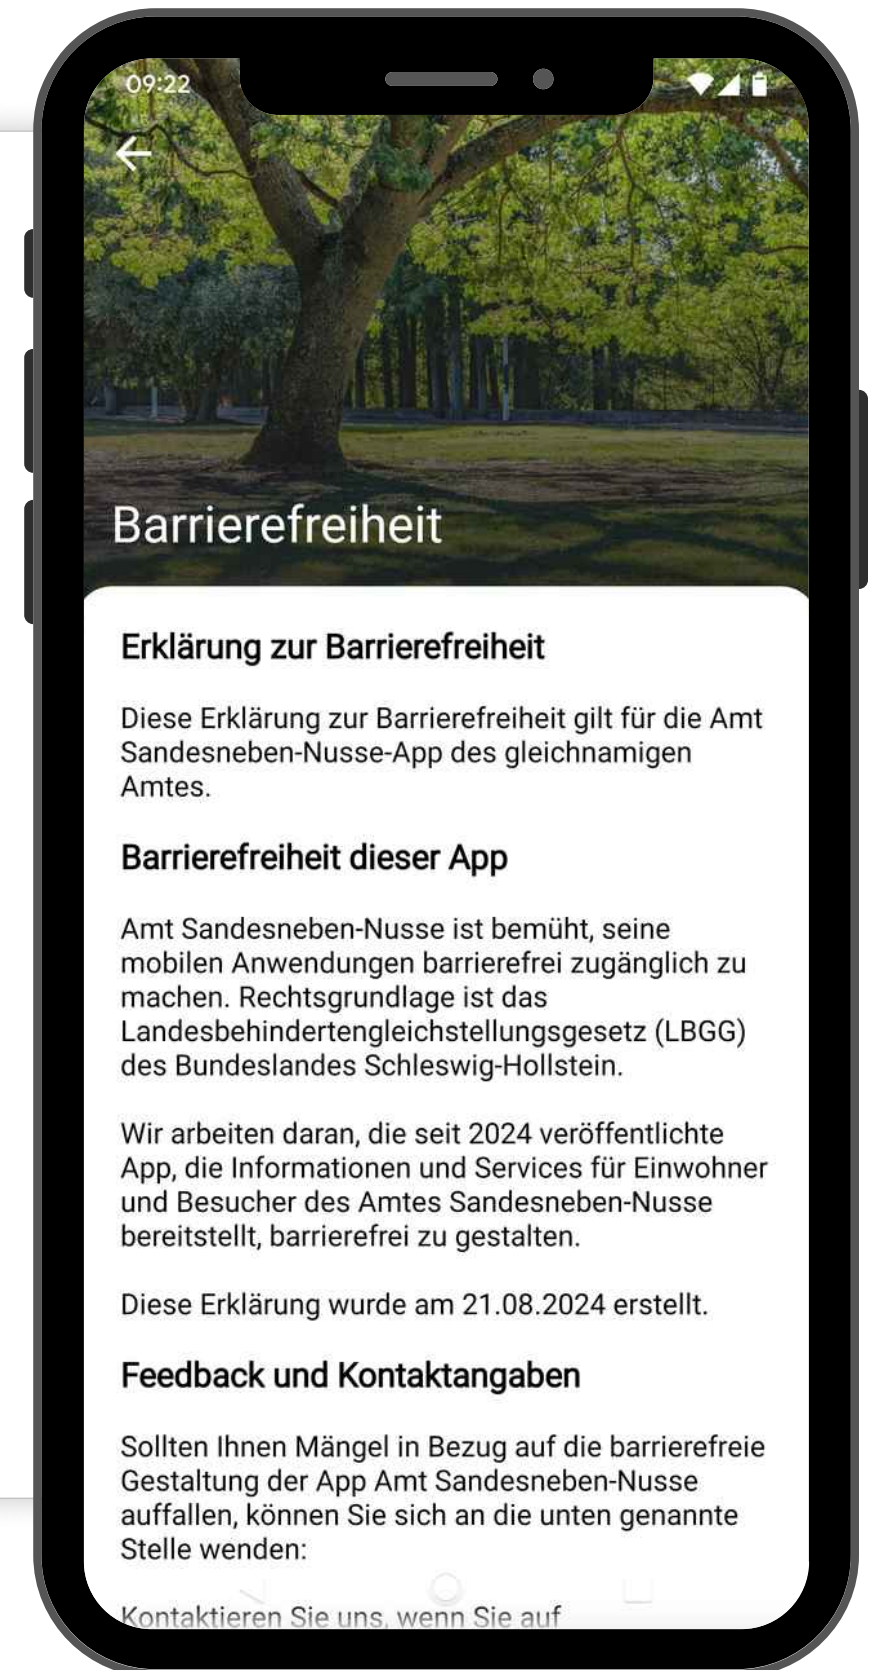 09:22
Barrierefreiheit
Erklärung zur Barrierefreiheit
Diese Erklärung zur Barrierefreiheit gilt für die Amt
Sandesneben-Nusse-App des gleichnamigen
Amtes.
Barrierefreiheit dieser App
Amt Sandesneben-Nusse ist bemüht, seine
mobilen Anwendungen barrierefrei zugänglich zu
machen. Rechtsgrundlage ist das
Landesbehindertengleichstellungsgesetz (LBGG)
des Bundeslandes Schleswig-Hollstein.
Wir arbeiten daran, die seit 2024 veröffentlichte
App, die Informationen und Services für Einwohner
und Besucher des Amtes Sandesneben-Nusse
bereitstellt, barrierefrei zu gestalten.
Diese Erklärung wurde am 21.08.2024 erstellt.
Feedback und Kontaktangaben
Sollten Ihnen Mängel in Bezug auf die barrierefreie
Gestaltung der App Amt Sandesneben-Nusse
auffallen, können Sie sich an die unten genannte
Stelle wenden:
Kontaktieren Sie uns, wenn Sie auf